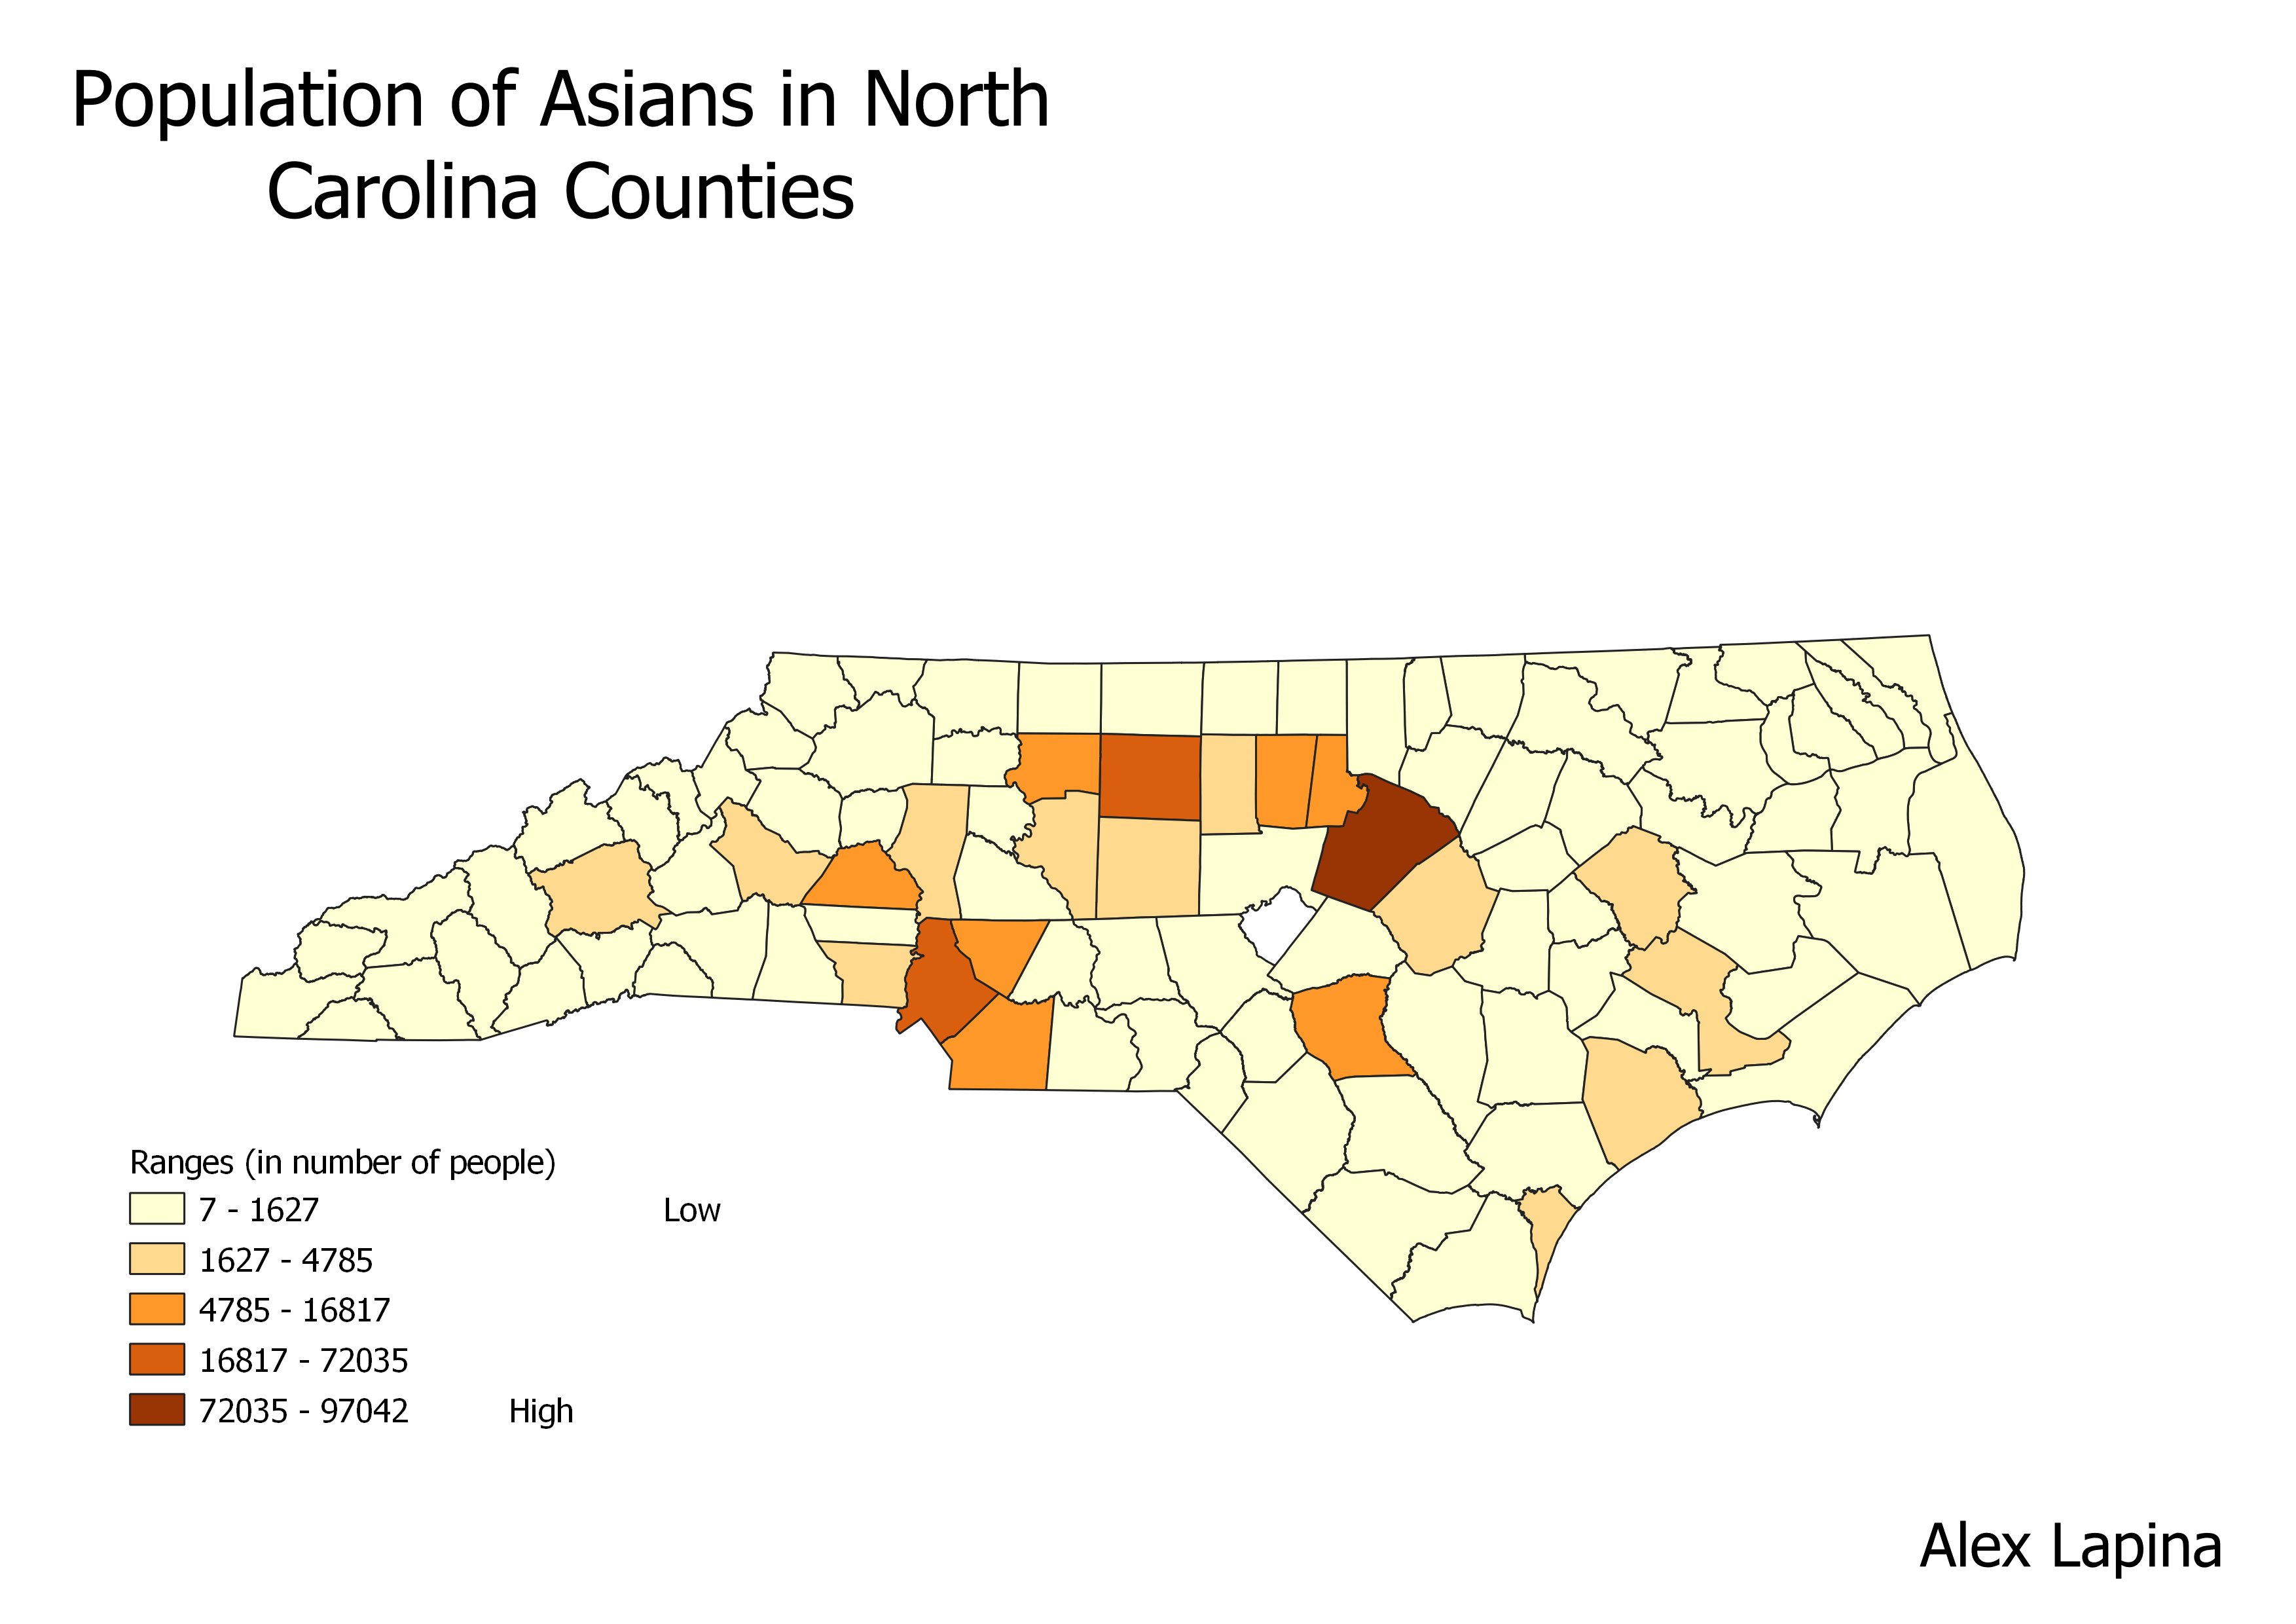 Population of Asians in North
Carolina Counties
Ranges (in number of people)
7 - 1627 Low
1627 - 4785
4785 - 16817
16817 - 72035
72035 - 97042 High
Alex Lapina